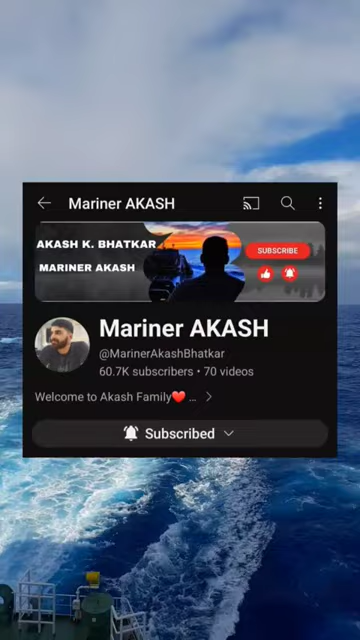 Mariner AKASH
AKASH K. BHATKAR
MARINER AKASH
SUBSCRIBE
Mariner AKASH
@MarinerAkashBhatkar
60.7K subscribers • 70 videos
Welcome to Akash Family❤️ ...
Subscribed